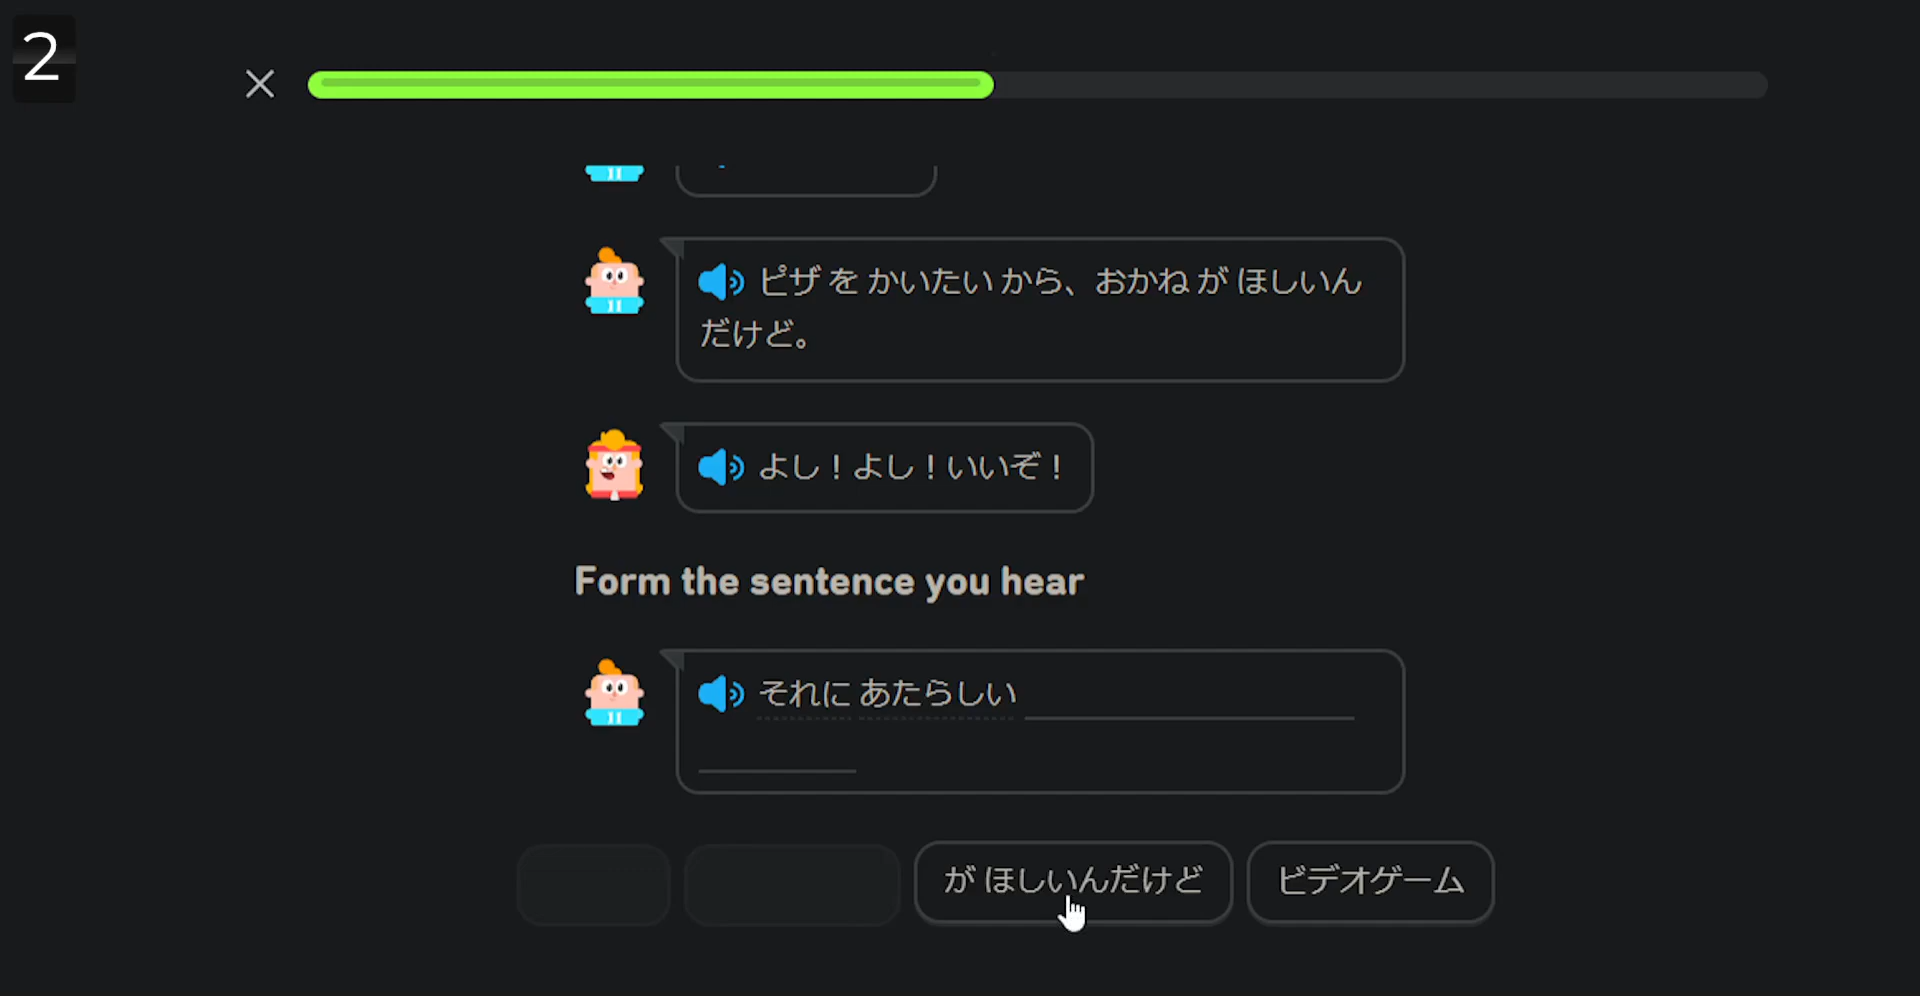 2
ピザ を かいたい から、おかね が ほしいん
だけど。
よし！よし！いいぞ！
Form the sentence you hear
それに あたらしい
が ほしいんだけど
ビデオゲーム